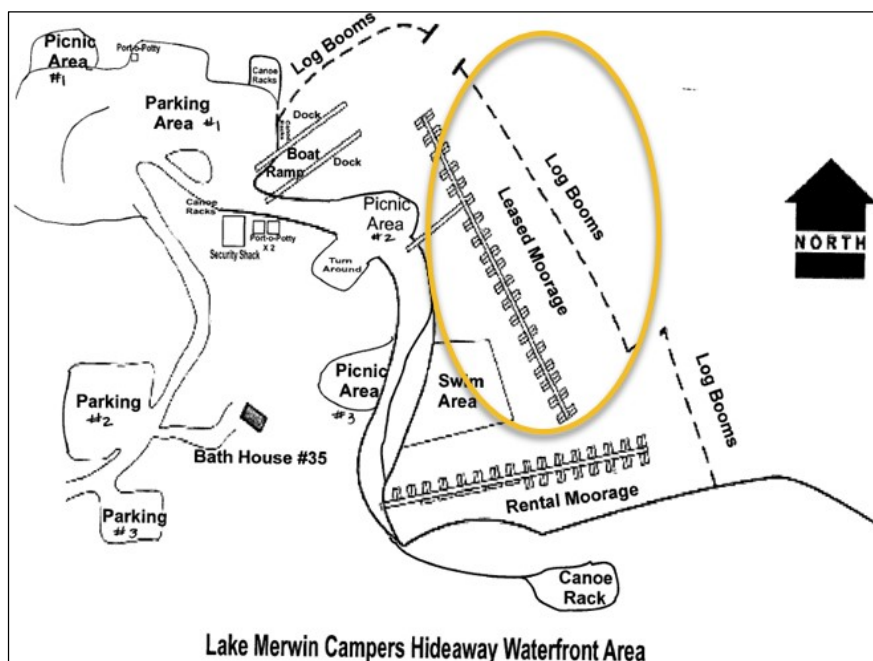 Picnic
Area
#1
Port-o-Potty
Canoe
Racks
Log Booms
Parking
Area #1
Dock
Canoe
Racks
Boat
Ramp
Dock
Log Booms
Leased Moorage
NORTH
Canoe
Racks
Picnic
Area
#2
Security Shack
Port-o-Potty
X 2
Turn
Around
Picnic
Area
#3
Swim
Area
Log Booms
Parking
#2
Bath House #35
Rental Moorage
Parking
#3
Canoe
Rack
Lake Merwin Campers Hideaway Waterfront Area